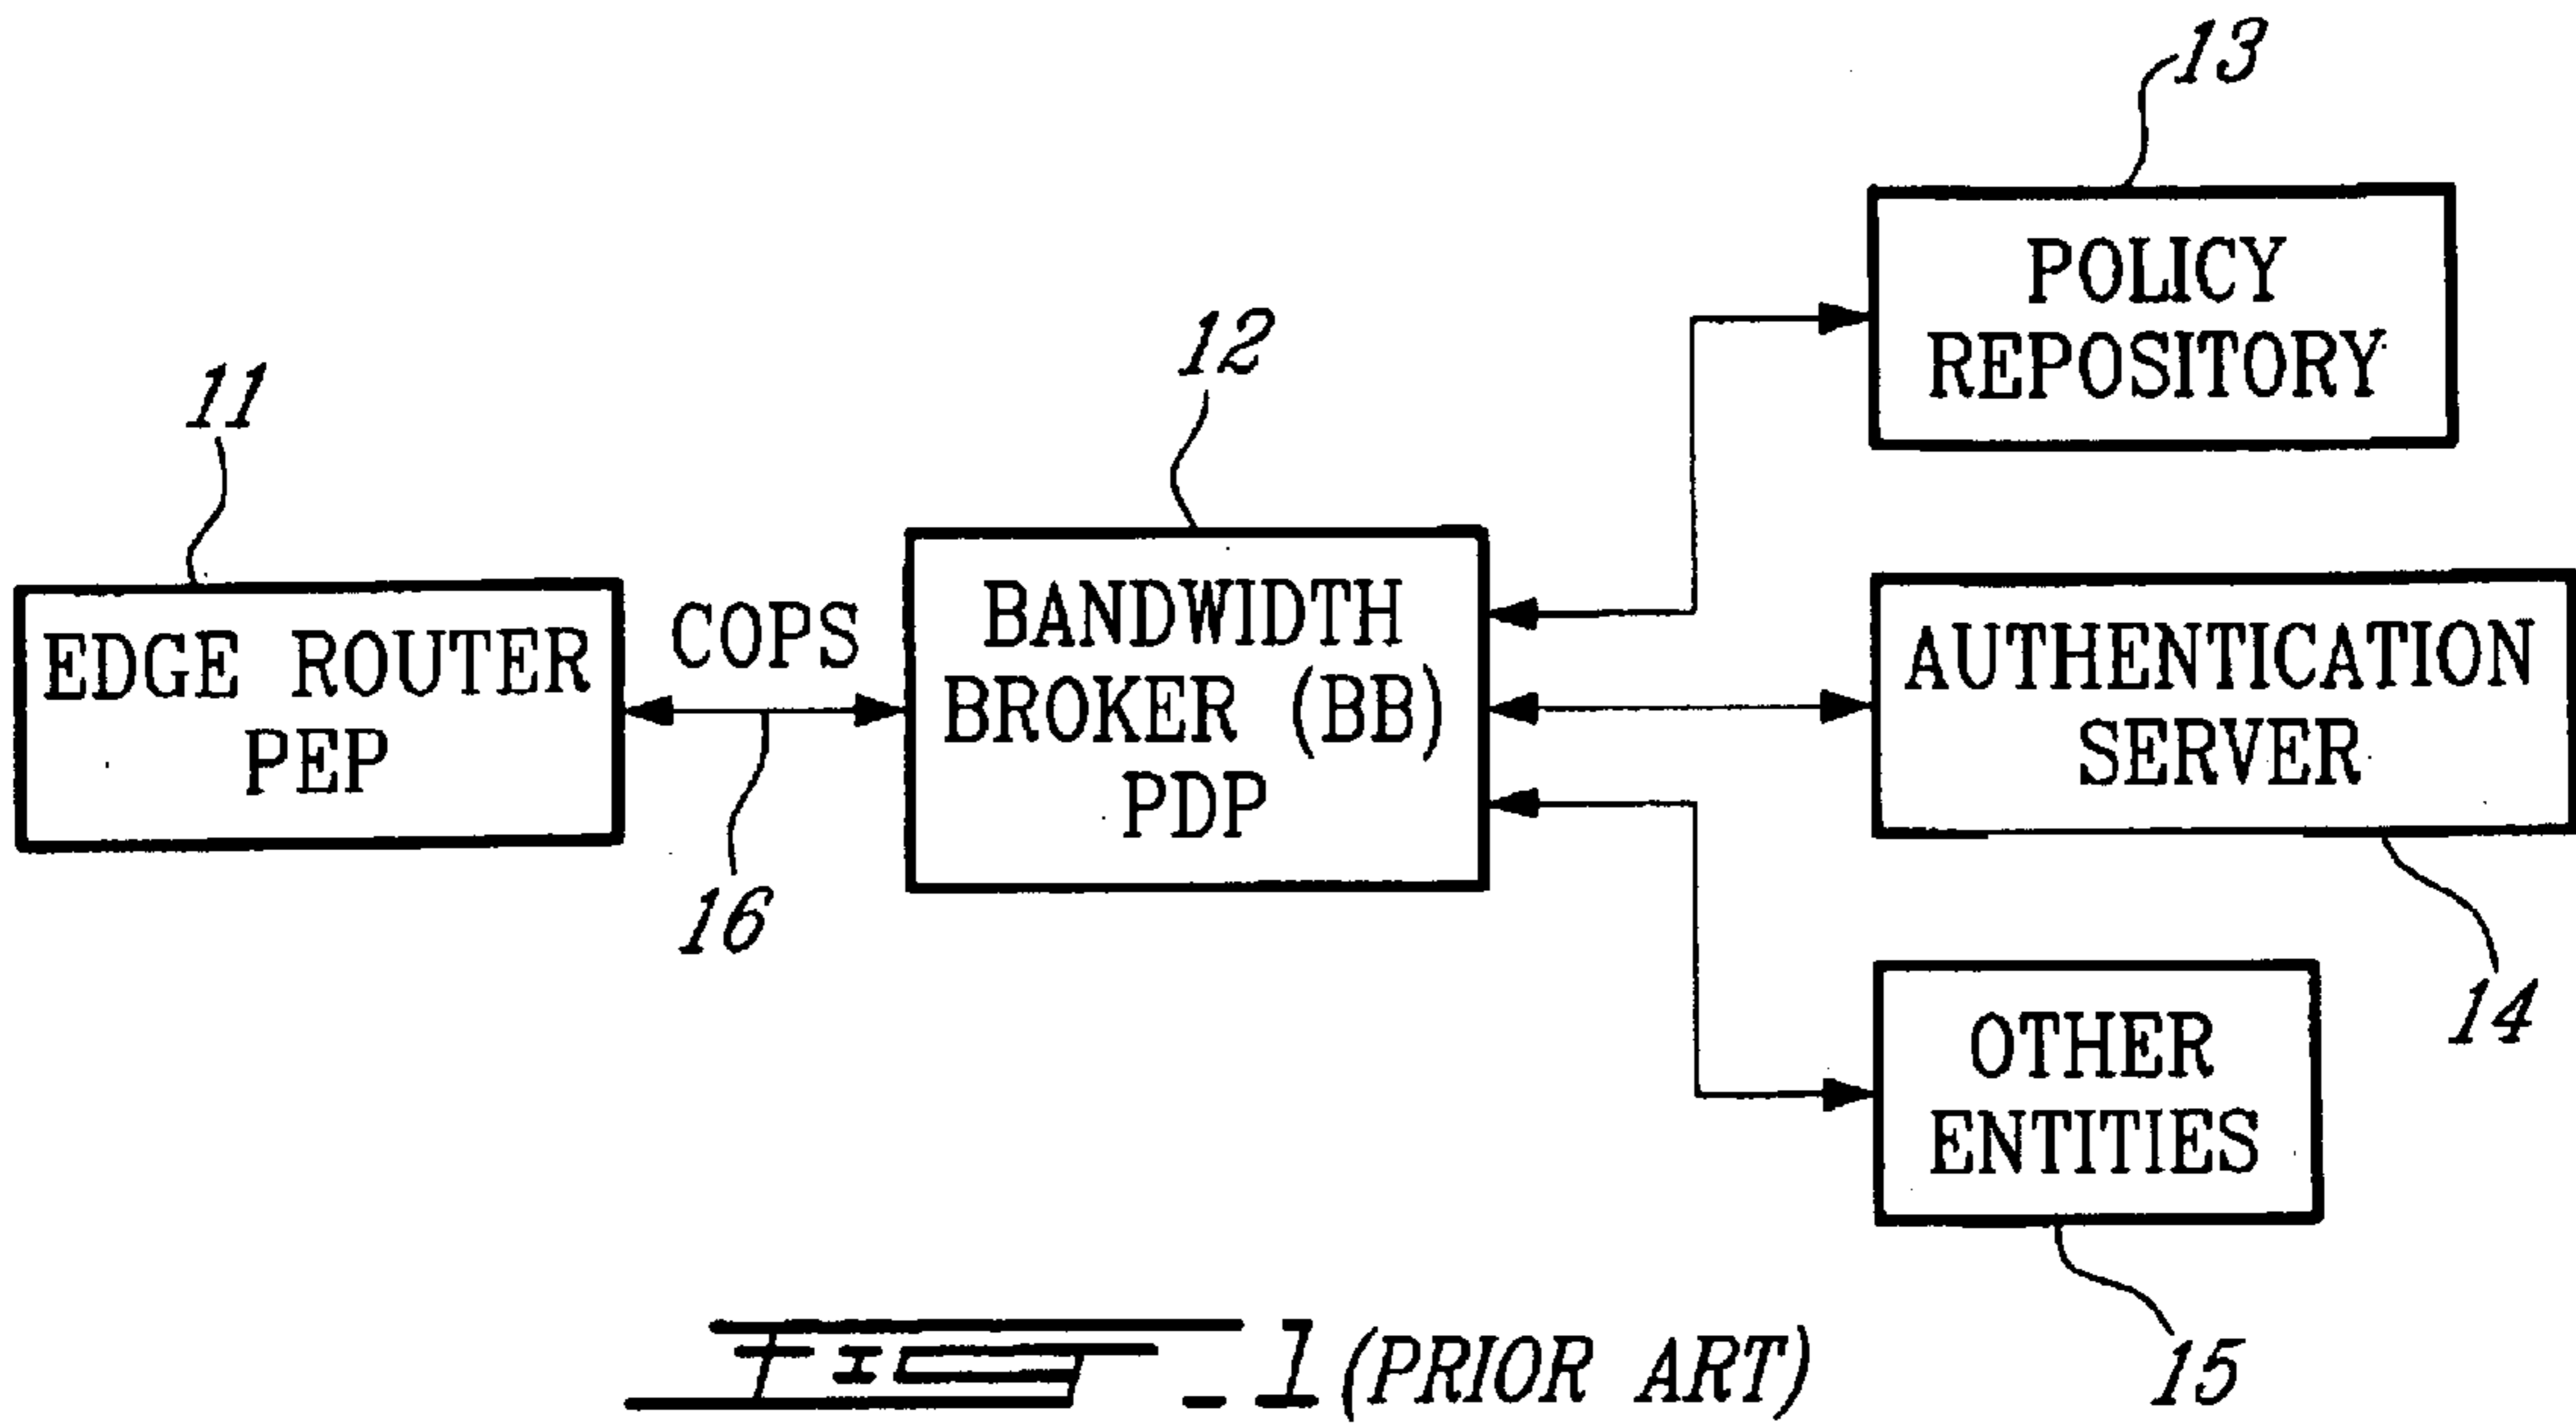 13
POLICY
REPOSITORY
12
11
BANDWIDTH
BROKER (BB)
PDP
COPS
EDGE ROUTER
PEP
AUTHENTICATION
SERVER
16
14
OTHER
ENTITIES
15
FIG_1 (PRIOR ART)